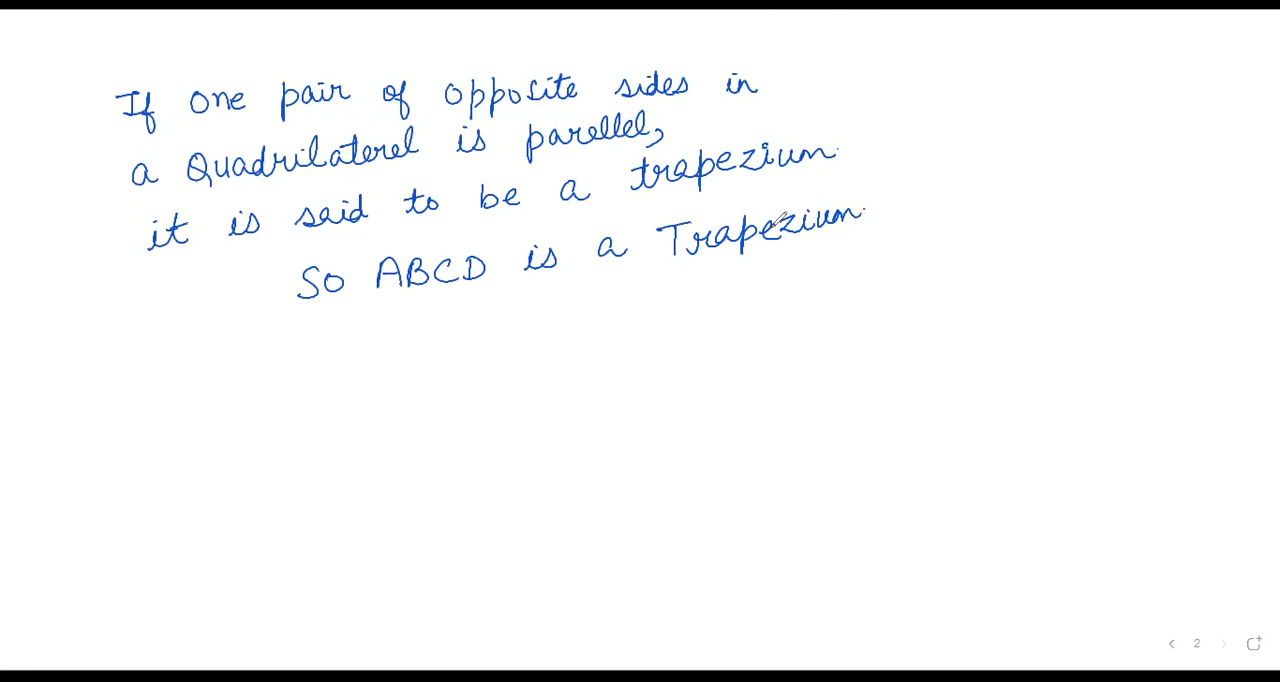 If one pair of opposite sides in
a Quadrilaterel is parellel,
it is said to be a trapezium.
So ABCD is a Trapezium.
2